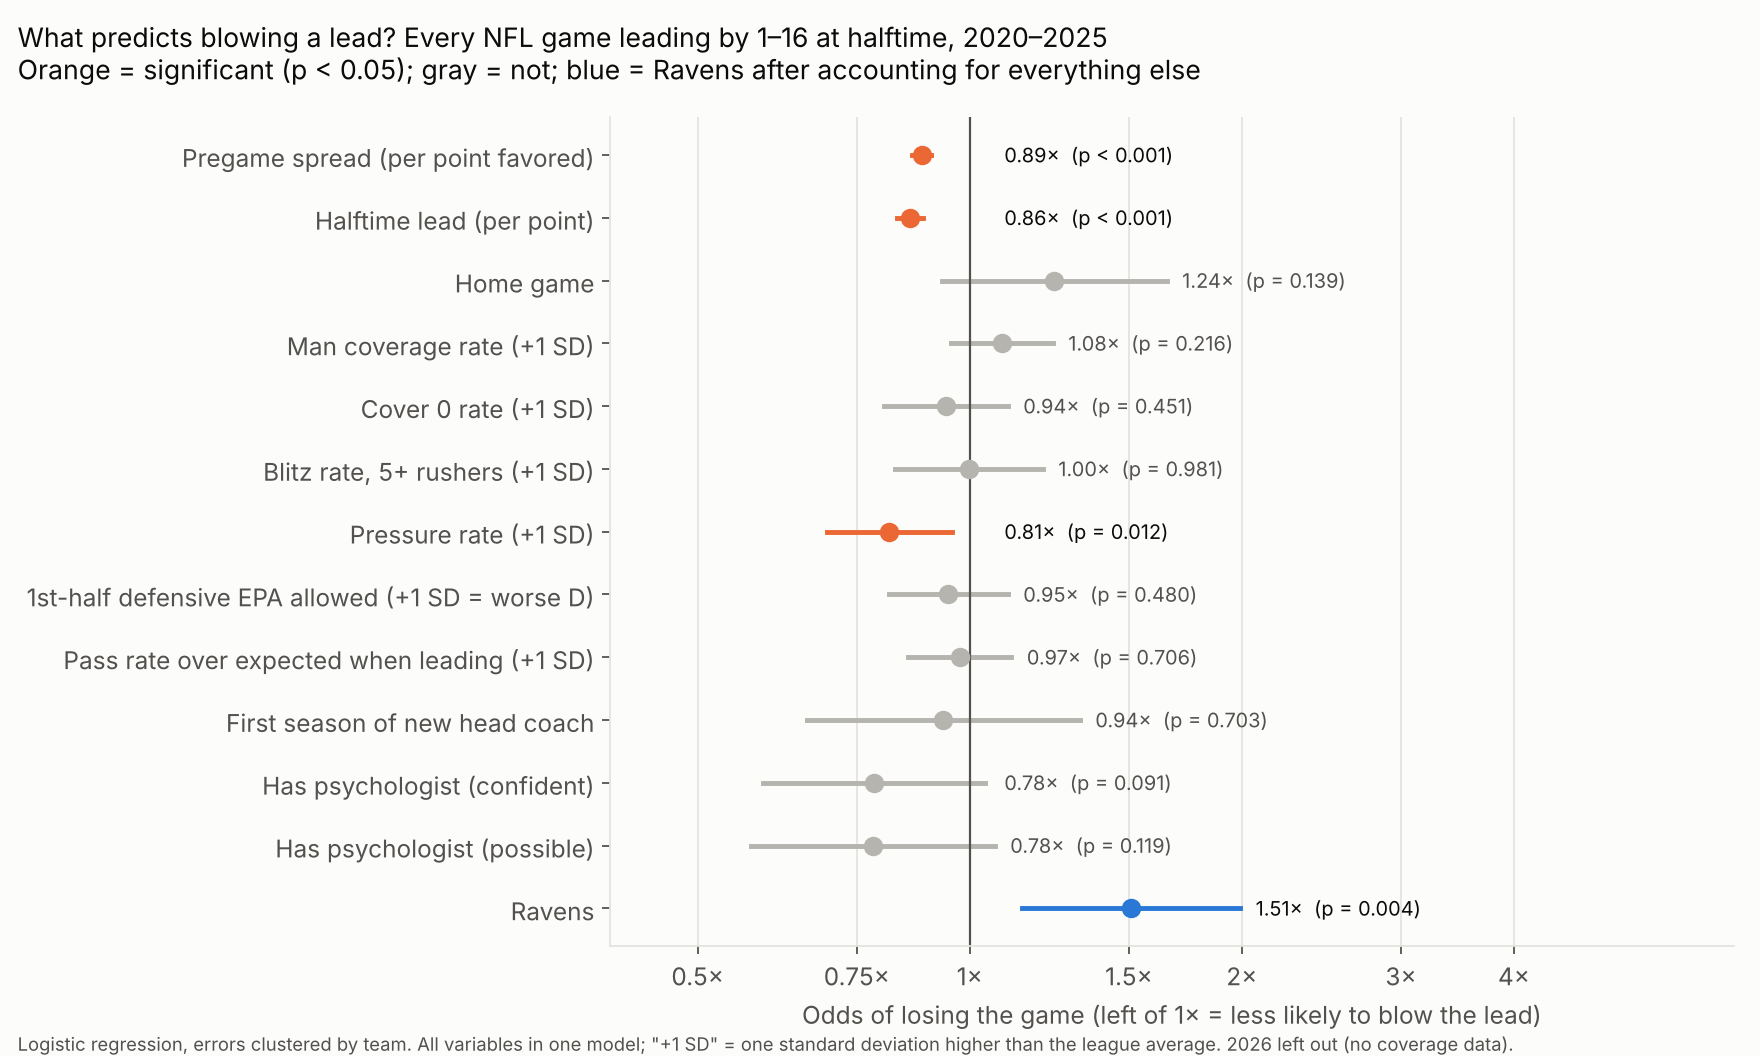 What predicts blowing a lead? Every NFL game leading by 1–16 at halftime, 2020–2025
Orange = significant (p < 0.05); gray = not; blue = Ravens after accounting for everything else
Pregame spread (per point favored) 0.89× (p < 0.001)
Halftime lead (per point) 0.86× (p < 0.001)
Home game 1.24× (p = 0.139)
Man coverage rate (+1 SD) 1.08× (p = 0.216)
Cover 0 rate (+1 SD) 0.94× (p = 0.451)
Blitz rate, 5+ rushers (+1 SD) 1.00× (p = 0.981)
Pressure rate (+1 SD) 0.81× (p = 0.012)
1st-half defensive EPA allowed (+1 SD = worse D) 0.95× (p = 0.480)
Pass rate over expected when leading (+1 SD) 0.97× (p = 0.706)
First season of new head coach 0.94× (p = 0.703)
Has psychologist (confident) 0.78× (p = 0.091)
Has psychologist (possible) 0.78× (p = 0.119)
Ravens 1.51× (p = 0.004)
0.5× 0.75× 1× 1.5× 2× 3× 4×
Odds of losing the game (left of 1× = less likely to blow the lead)
Logistic regression, errors clustered by team. All variables in one model; "+1 SD" = one standard deviation higher than the league average. 2026 left out (no coverage data).